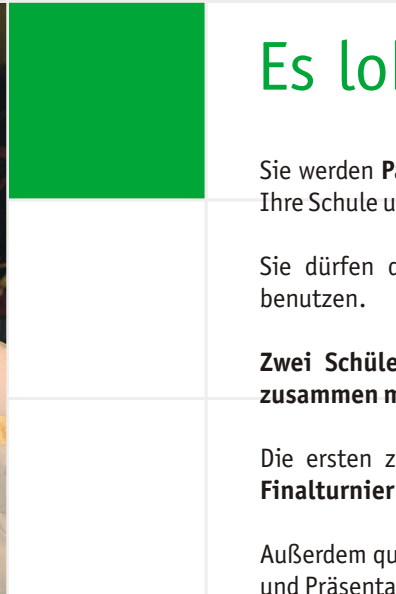 Es lo
Sie werden
Ihre Schule u
Sie dürfen
benutzen.
Zwei Schüle
zusammen m
Die ersten z
Finalturnier
Außerdem qu
und Präsenta